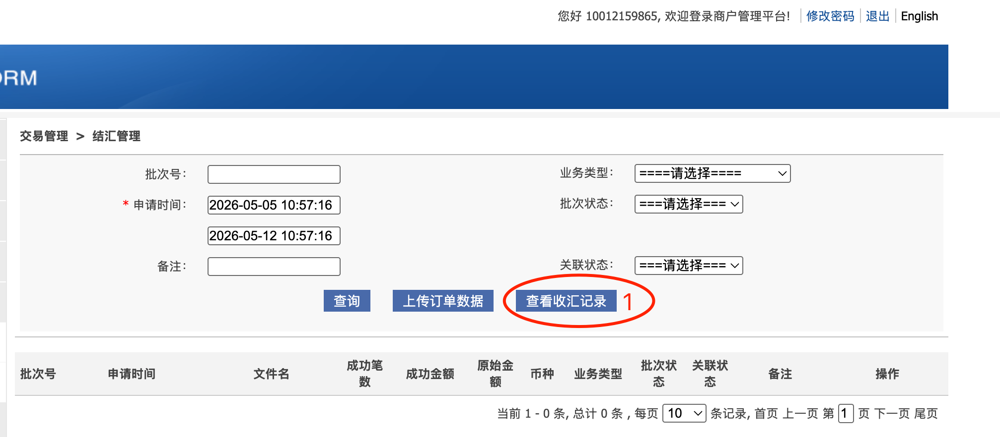 您好 10012159865, 欢迎登录商户管理平台! 修改密码 退出 English
ORM
交易管理 > 结汇管理
批次号: 业务类型: ====请选择====
* 申请时间: 2026-05-05 10:57:16 批次状态: ===请选择===
2026-05-12 10:57:16
备注: 关联状态: ===请选择===
查询 上传订单数据 查看收汇记录 1
批次号 申请时间 文件名 成功笔数 成功金额 原始金额 币种 业务类型 批次状态 关联状态 备注 操作
当前 1 - 0 条, 总计 0 条 , 每页 10 条记录, 首页 上一页 第 1 页 下一页 尾页